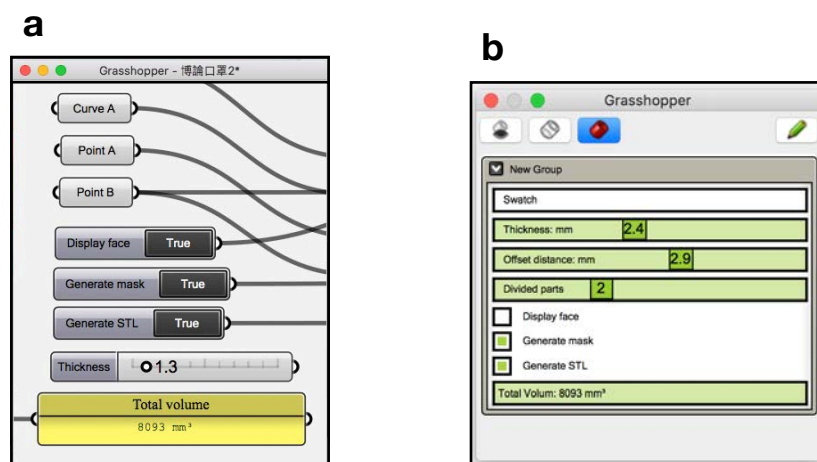 a
Grasshopper - 博論口罩2*
Curve A
Point A
Point B
Display face True
Generate mask True
Generate STL True
Thickness 1.3
Total volume
8093 mm³
b
Grasshopper
New Group
Swatch
Thickness: mm 2.4
Offset distance: mm 2.9
Divided parts 2
Display face
Generate mask
Generate STL
Total Volum: 8093 mm³